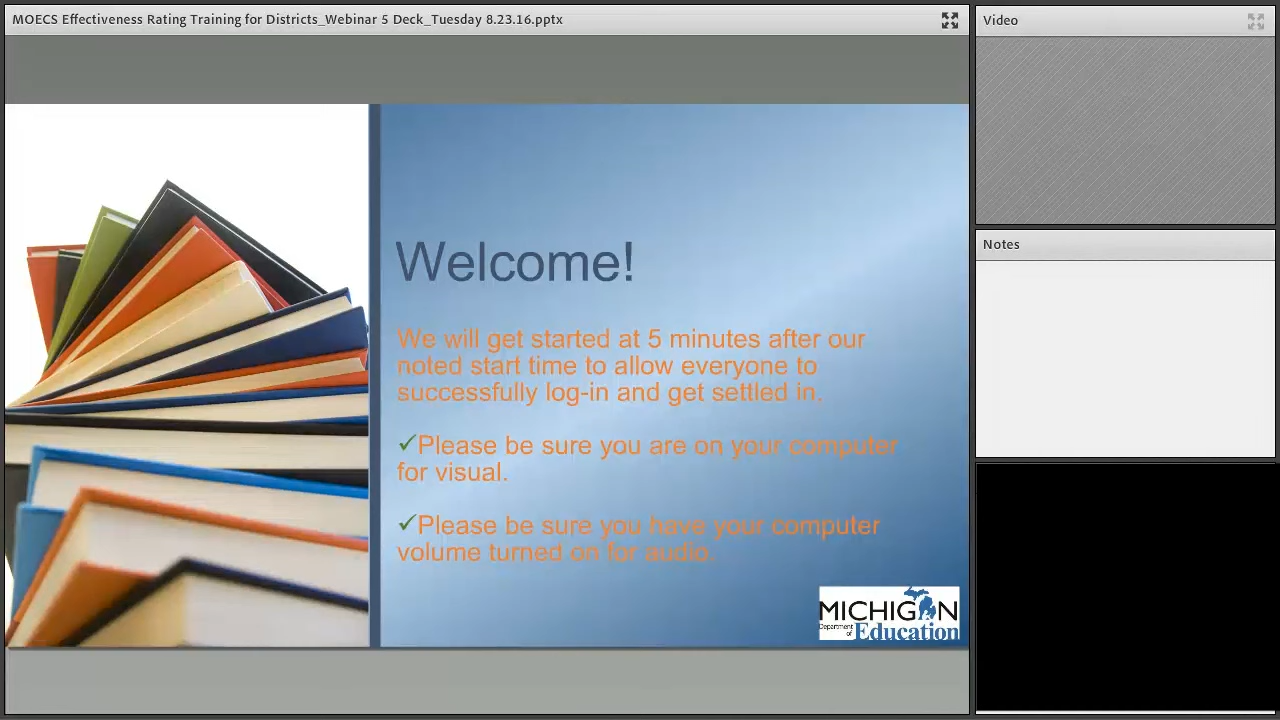 MOECS Effectiveness Rating Training for Districts_Webinar 5 Deck_Tuesday 8.23.16.pptx
Video
Notes
Welcome!
We will get started at 5 minutes after our
noted start time to allow everyone to
successfully log-in and get settled in.
✓Please be sure you are on your computer
for visual.
✓Please be sure you have your computer
volume turned on for audio.
MICHIGAN
Department
of Education